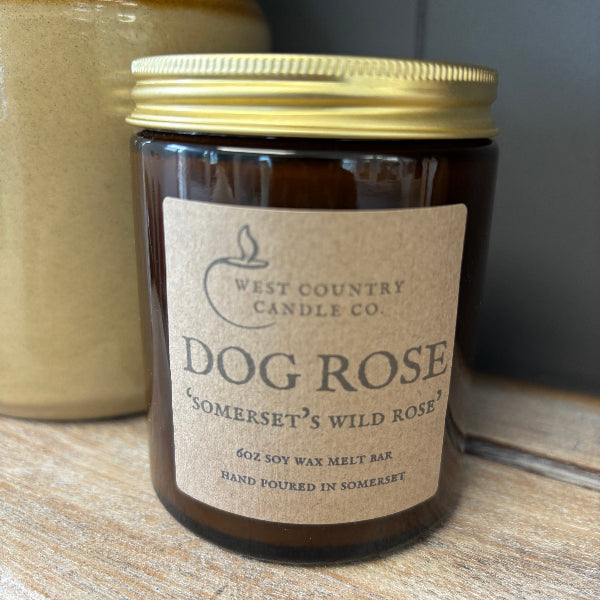 WEST COUNTRY
CANDLE CO.
DOG ROSE
‘SOMERSET’S WILD ROSE’
6OZ SOY WAX MELT BAR
HAND POURED IN SOMERSET